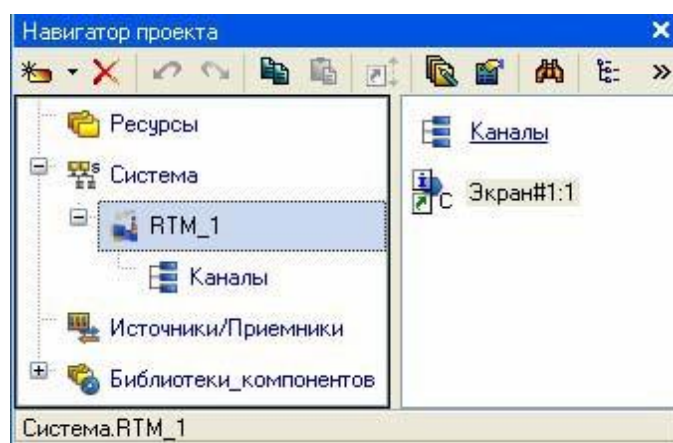 Навигатор проекта
Ресурсы
Система
RTM_1
Каналы
Источники/Приемники
Библиотеки_компонентов
Каналы
C Экран#1:1
Система.RTM_1